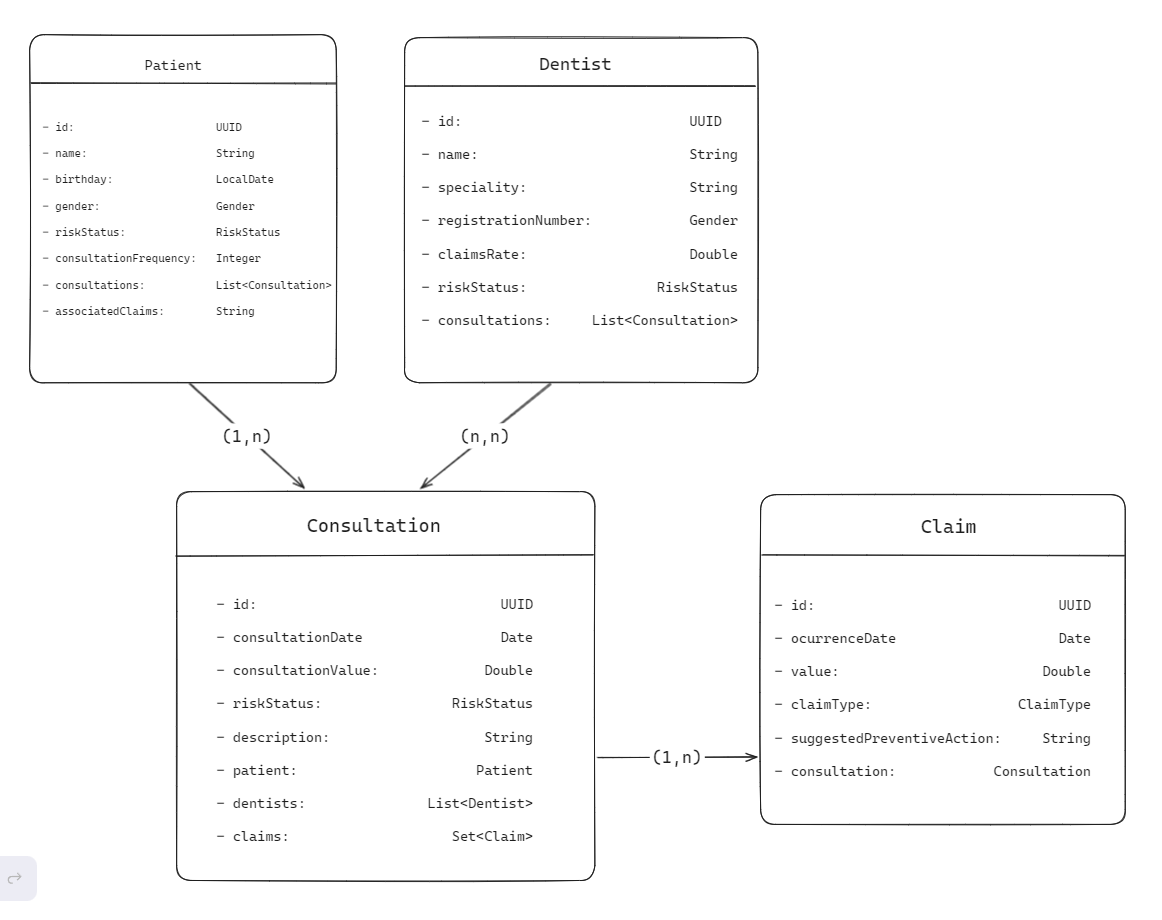 Patient
- id: UUID
- name: String
- birthday: LocalDate
- gender: Gender
- riskStatus: RiskStatus
- consultationFrequency: Integer
- consultations: List<Consultation>
- associatedClaims: String
Dentist
- id: UUID
- name: String
- speciality: String
- registrationNumber: Gender
- claimsRate: Double
- riskStatus: RiskStatus
- consultations: List<Consultation>
(1,n)
(n,n)
Consultation
- id: UUID
- consultationDate Date
- consultationValue: Double
- riskStatus: RiskStatus
- description: String
- patient: Patient
- dentists: List<Dentist>
- claims: Set<Claim>
(1,n)
Claim
- id: UUID
- ocurrenceDate Date
- value: Double
- claimType: ClaimType
- suggestedPreventiveAction: String
- consultation: Consultation